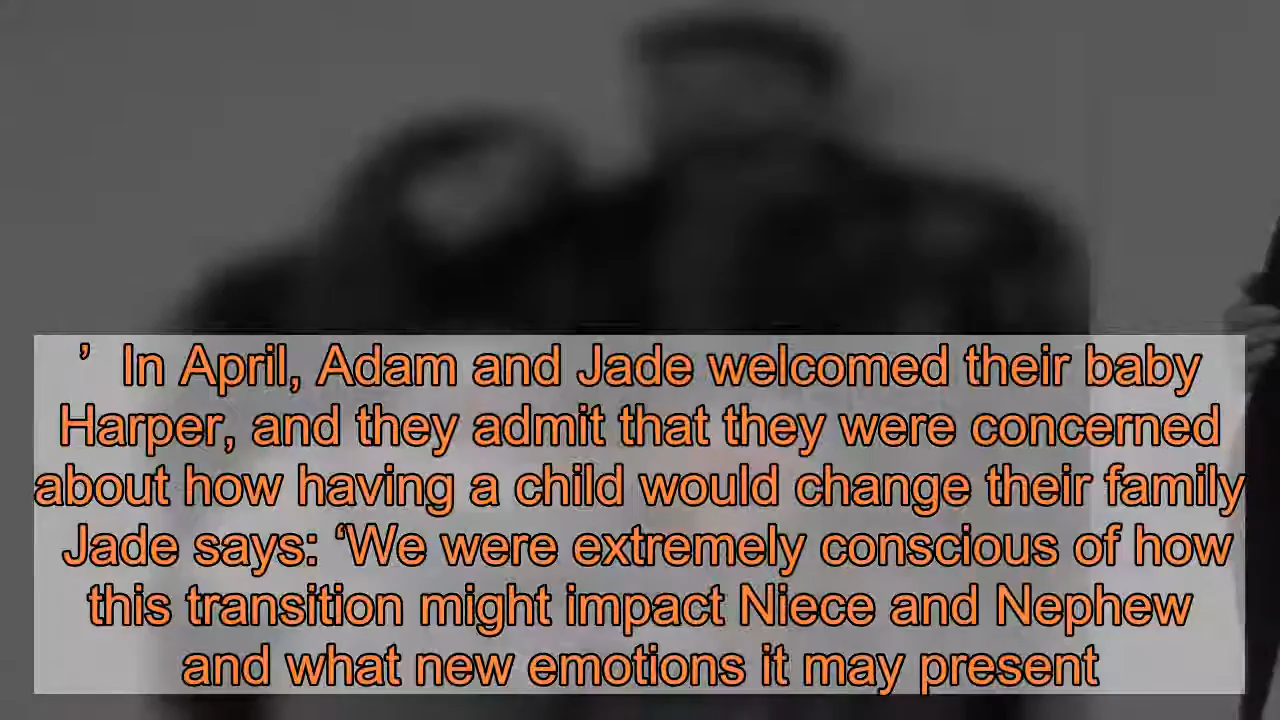 ’ In April, Adam and Jade welcomed their baby
Harper, and they admit that they were concerned
about how having a child would change their family
Jade says: ‘We were extremely conscious of how
this transition might impact Niece and Nephew
and what new emotions it may present